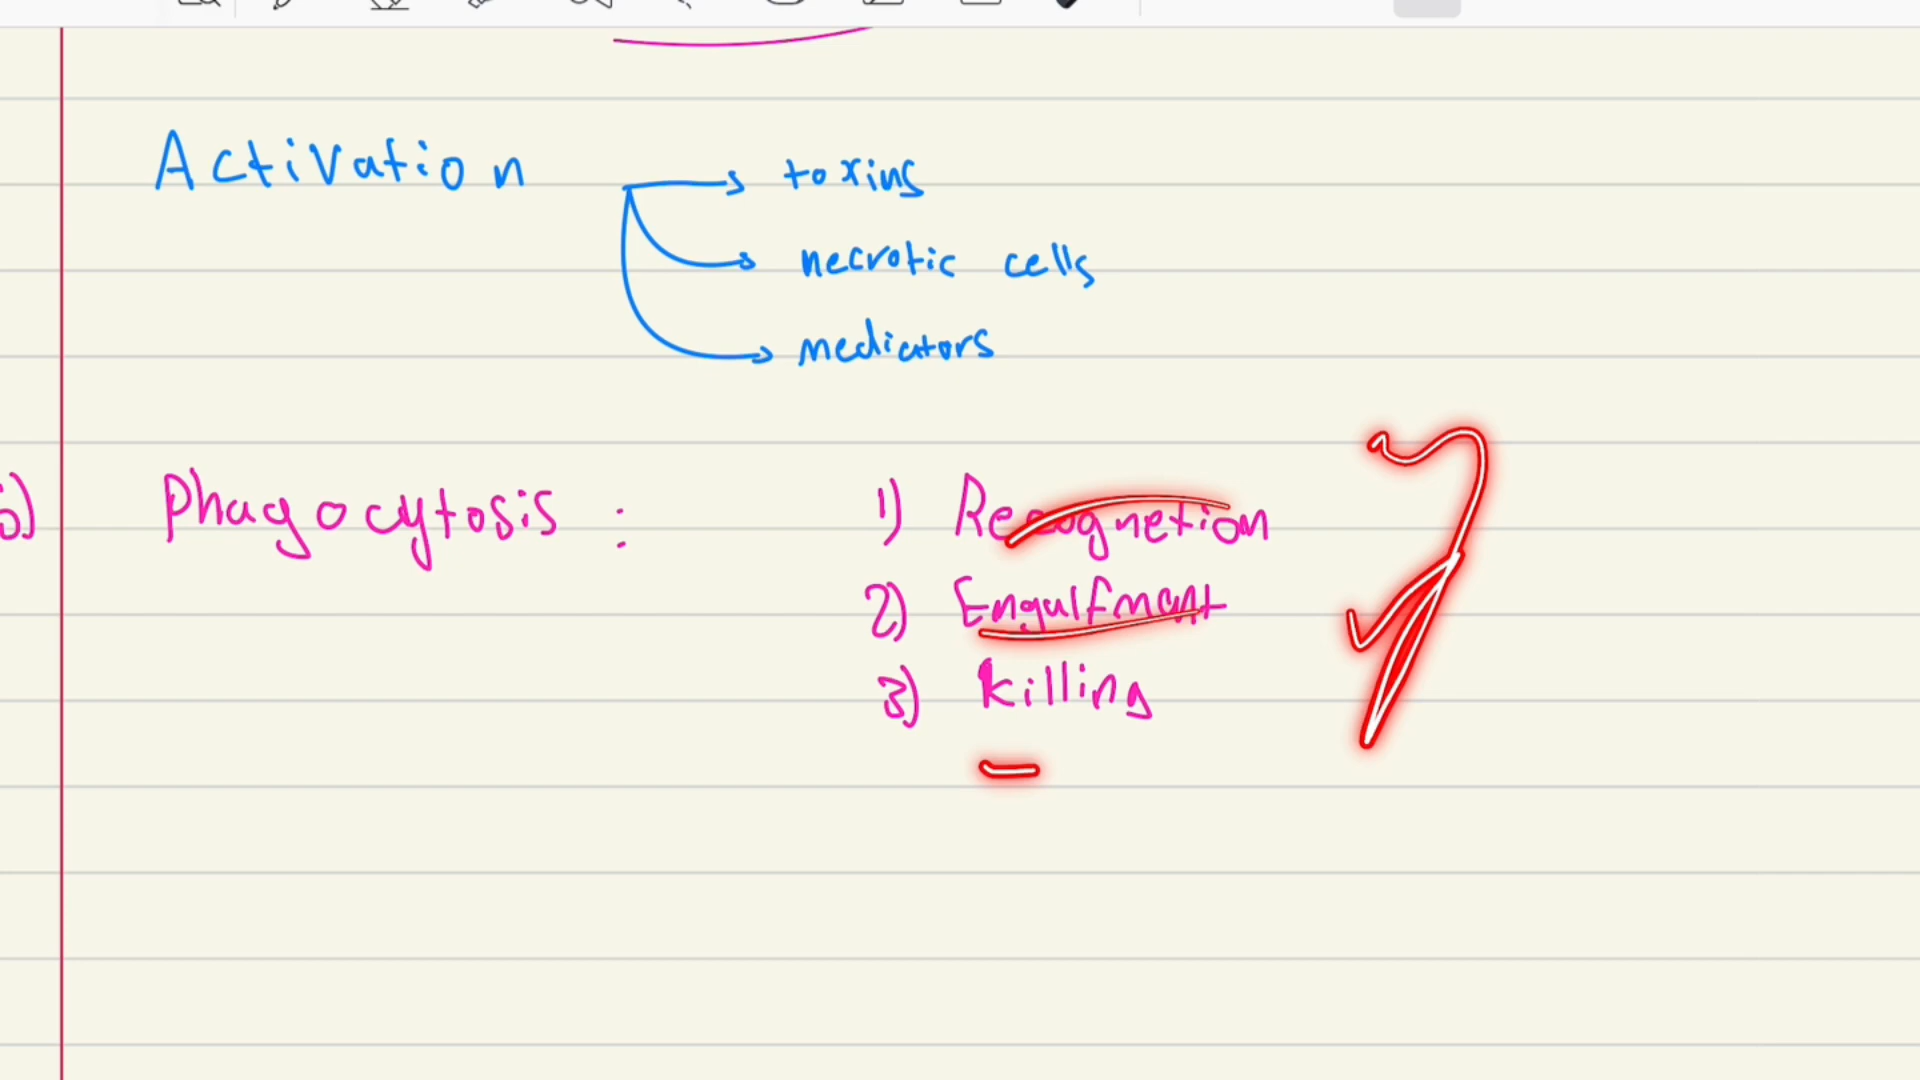 Activation → toxins
→ necrotic cells
→ mediators
Phagocytosis : 1) Recognetion
2) Engulfment
3) killing